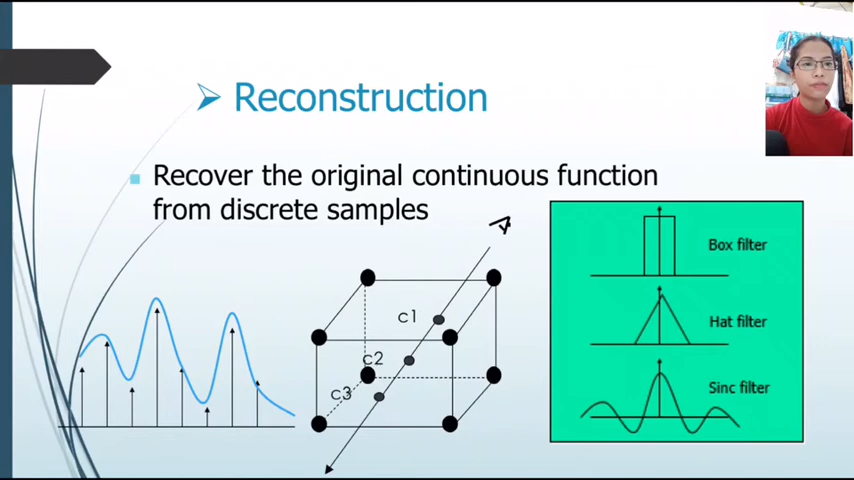 Reconstruction
Recover the original continuous function
from discrete samples
c1
c2
c3
Box filter
Hat filter
Sinc filter